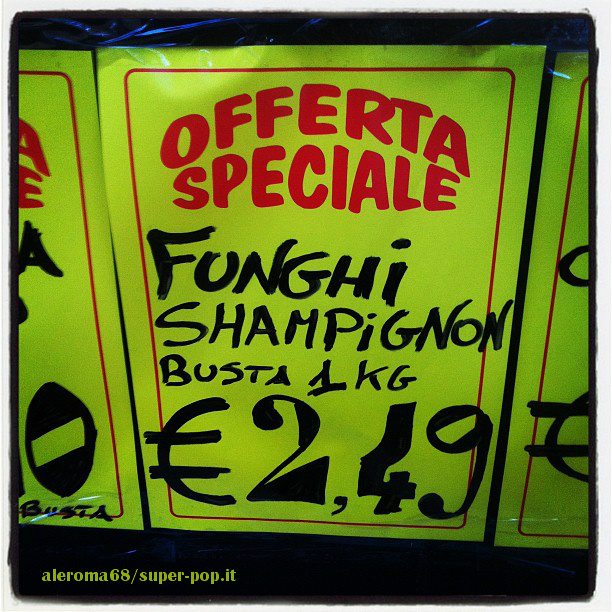 OFFERTA
SPECIALE
FUNGHI
SHAMPiGNON
BUSTA 1 KG
€2,49
BUSTA
aleroma68/super-pop.it